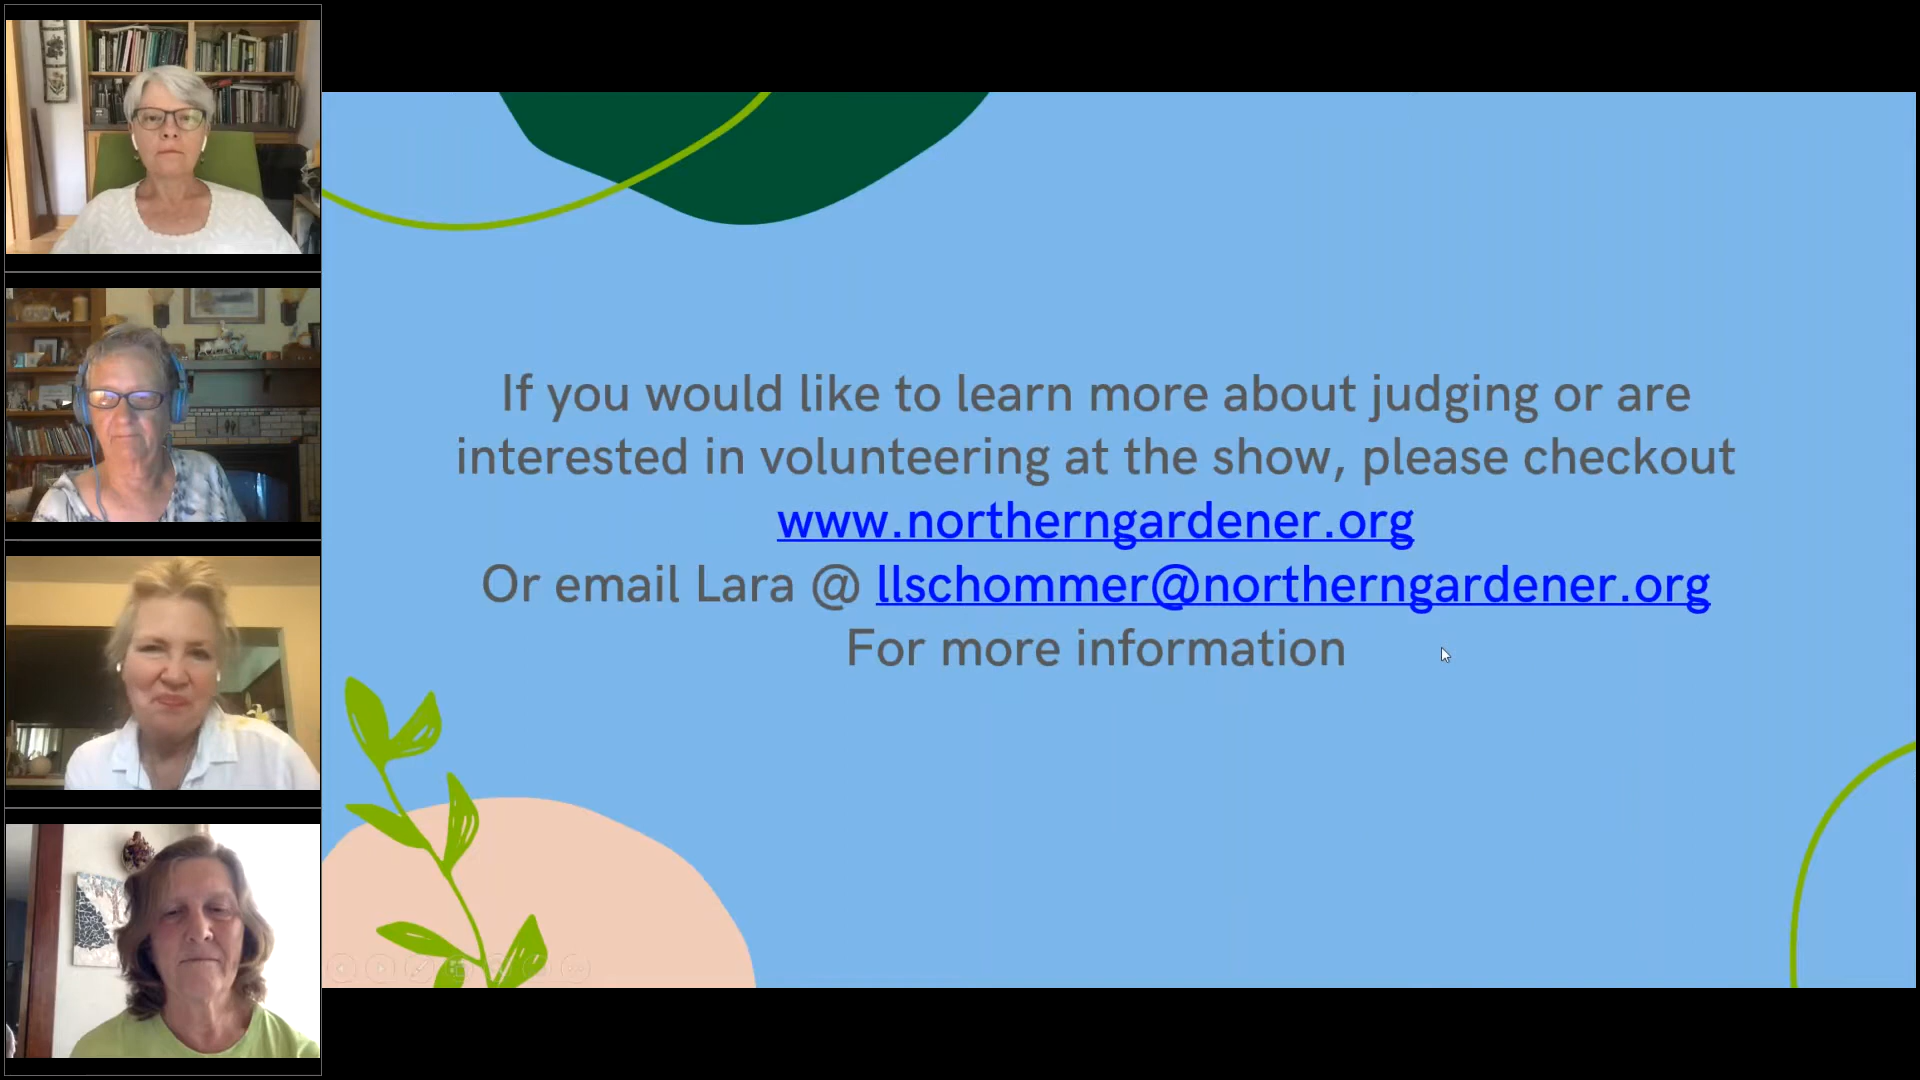 If you would like to learn more about judging or are
interested in volunteering at the show, please checkout
www.northerngardener.org
Or email Lara @ llschommer@northerngardener.org
For more information